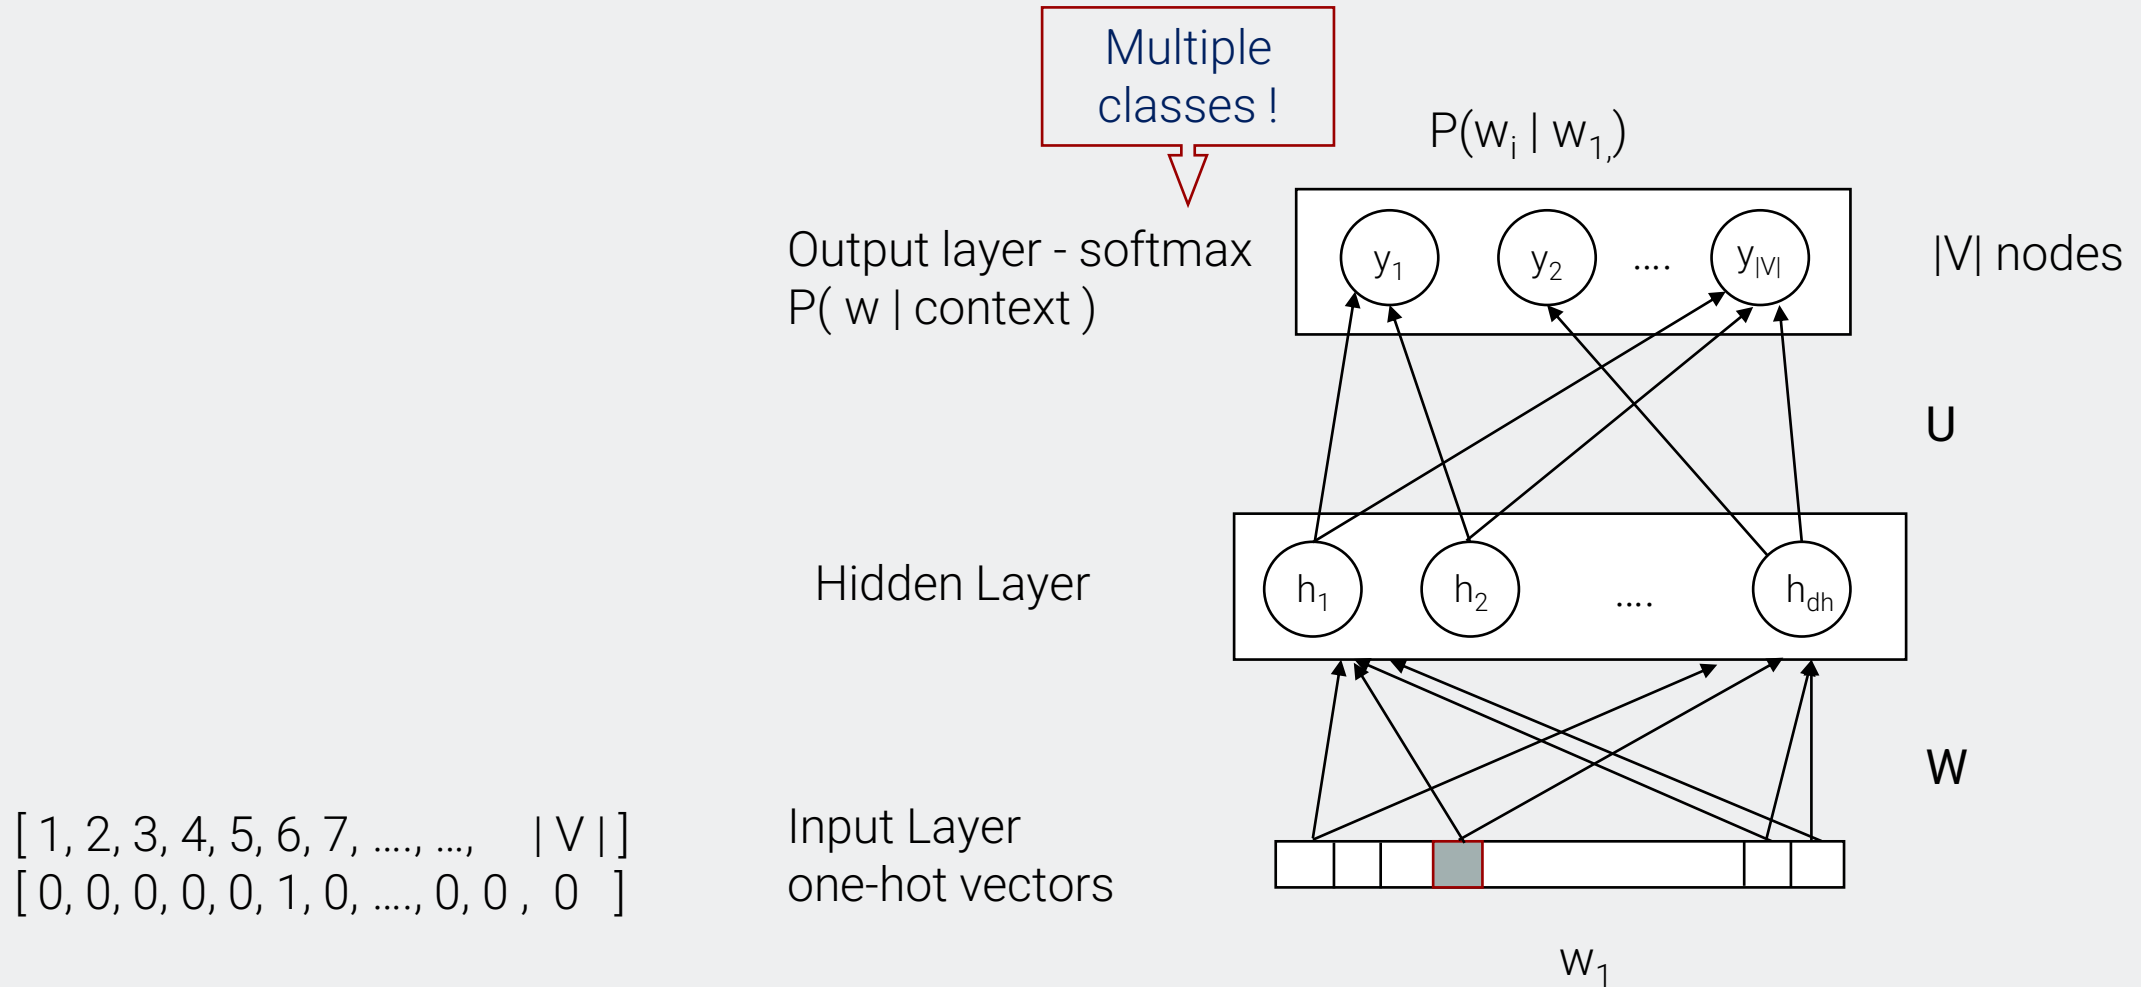 Multiple
classes !
P(wᵢ | w₁,)
Output layer - softmax
P( w | context )
y₁ y₂ .... y|V|
|V| nodes
U
Hidden Layer
h₁ h₂ .... hdh
W
[ 1, 2, 3, 4, 5, 6, 7, ...., ..., | V | ]
[ 0, 0, 0, 0, 0, 1, 0, ...., 0, 0 , 0 ]
Input Layer
one-hot vectors
w₁